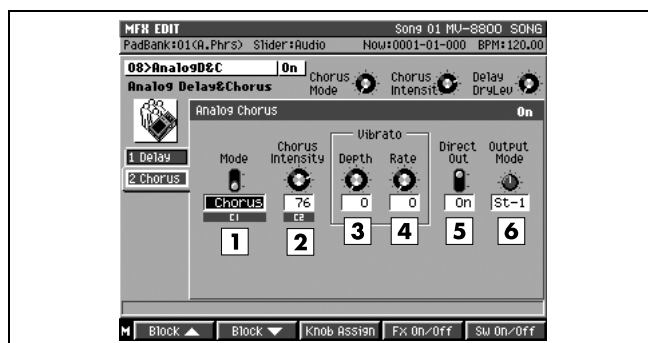 MFX EDIT Song 01 MV-8800 SONG
PadBank:01(A.Phrs) Slider:Audio Now:0001-01-000 BPM:120.00
08>AnalogD&C On
Analog Delay&Chorus
Chorus Mode
Chorus Intensit
Delay DryLev
Analog Chorus On
1 Delay
2 Chorus
Vibrato
Mode
Chorus Intensity
Depth
Rate
Direct Out
Output Mode
Chorus 76 0 0 On St-1
C1 C2
1 2 3 4 5 6
M Block ▲ Block ▼ Knob Assign Fx On/Off Sw On/Off